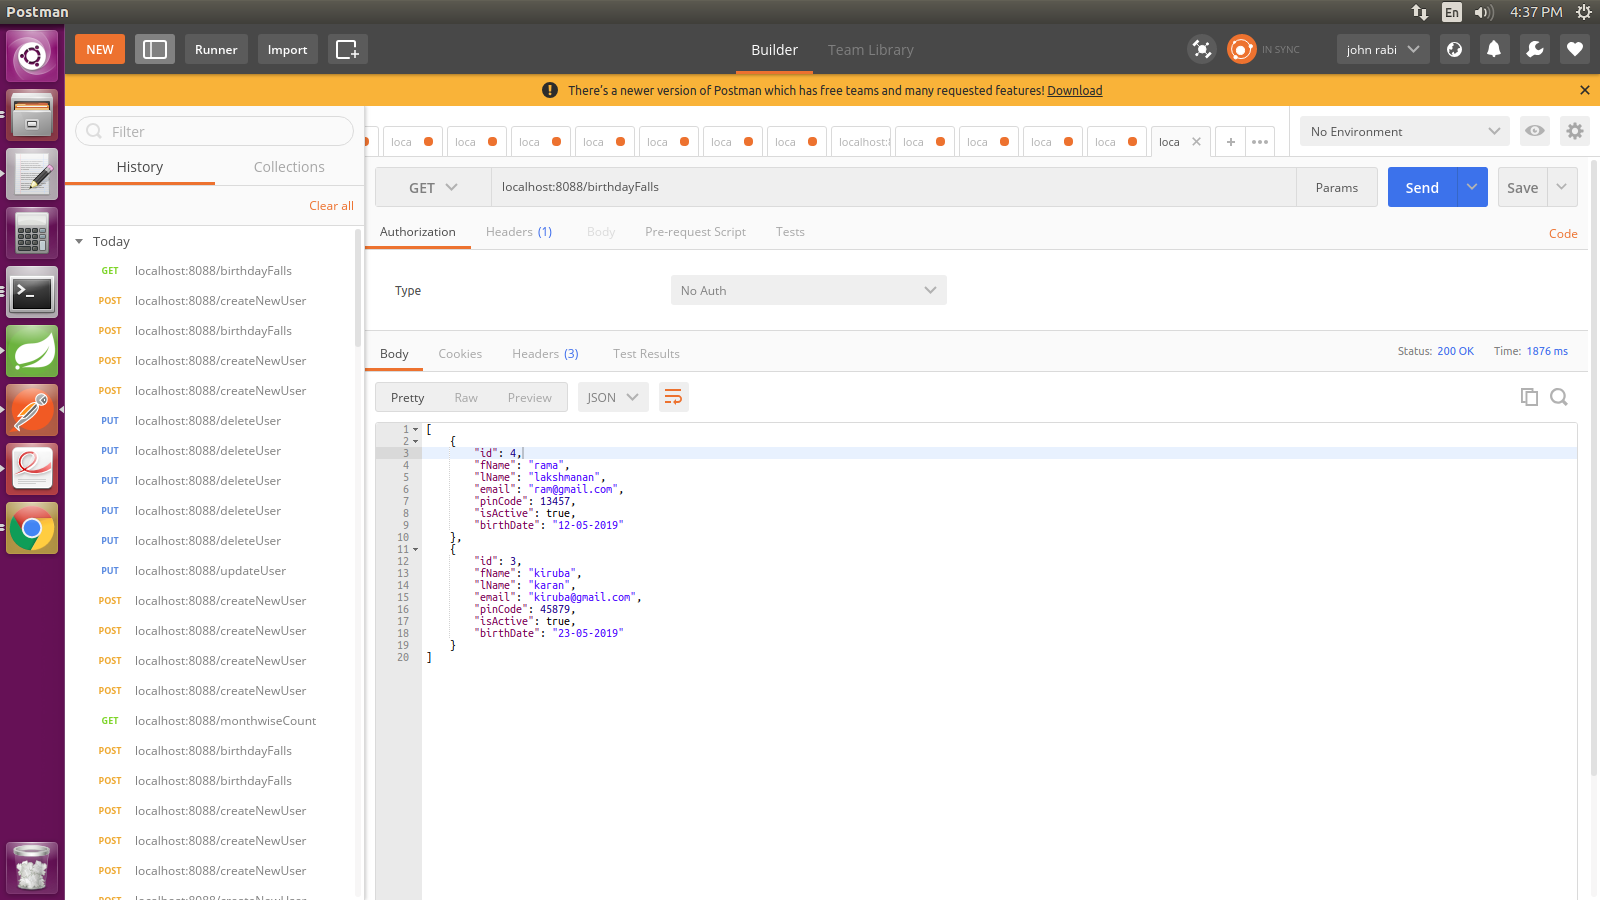 Postman
En
4:37 PM
NEW
Runner
Import
Builder
Team Library
IN SYNC
john rabi
There's a newer version of Postman which has free teams and many requested features! Download
Filter
History
Collections
Clear all
Today
GET localhost:8088/birthdayFalls
POST localhost:8088/createNewUser
POST localhost:8088/birthdayFalls
POST localhost:8088/createNewUser
POST localhost:8088/createNewUser
PUT localhost:8088/deleteUser
PUT localhost:8088/deleteUser
PUT localhost:8088/deleteUser
PUT localhost:8088/deleteUser
PUT localhost:8088/deleteUser
PUT localhost:8088/updateUser
POST localhost:8088/createNewUser
POST localhost:8088/createNewUser
POST localhost:8088/createNewUser
POST localhost:8088/createNewUser
GET localhost:8088/monthwiseCount
POST localhost:8088/birthdayFalls
POST localhost:8088/birthdayFalls
POST localhost:8088/createNewUser
POST localhost:8088/createNewUser
POST localhost:8088/createNewUser
loca loca loca loca loca loca loca localhost: loca loca loca loca loca
No Environment
GET localhost:8088/birthdayFalls Params Send Save
Authorization Headers (1) Body Pre-request Script Tests Code
Type No Auth
Body Cookies Headers (3) Test Results Status: 200 OK Time: 1876 ms
Pretty Raw Preview JSON
1 [
2 {
3 "id": 4,
4 "fName": "rama",
5 "lName": "lakshmanan",
6 "email": "ram@gmail.com",
7 "pinCode": 13457,
8 "isActive": true,
9 "birthDate": "12-05-2019"
10 },
11 {
12 "id": 3,
13 "fName": "kiruba",
14 "lName": "karan",
15 "email": "kiruba@gmail.com",
16 "pinCode": 45879,
17 "isActive": true,
18 "birthDate": "23-05-2019"
19 }
20 ]